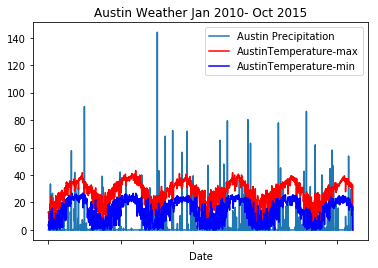 Austin Weather Jan 2010- Oct 2015
Austin Precipitation
AustinTemperature-max
AustinTemperature-min
140
120
100
80
60
40
20
0
Date